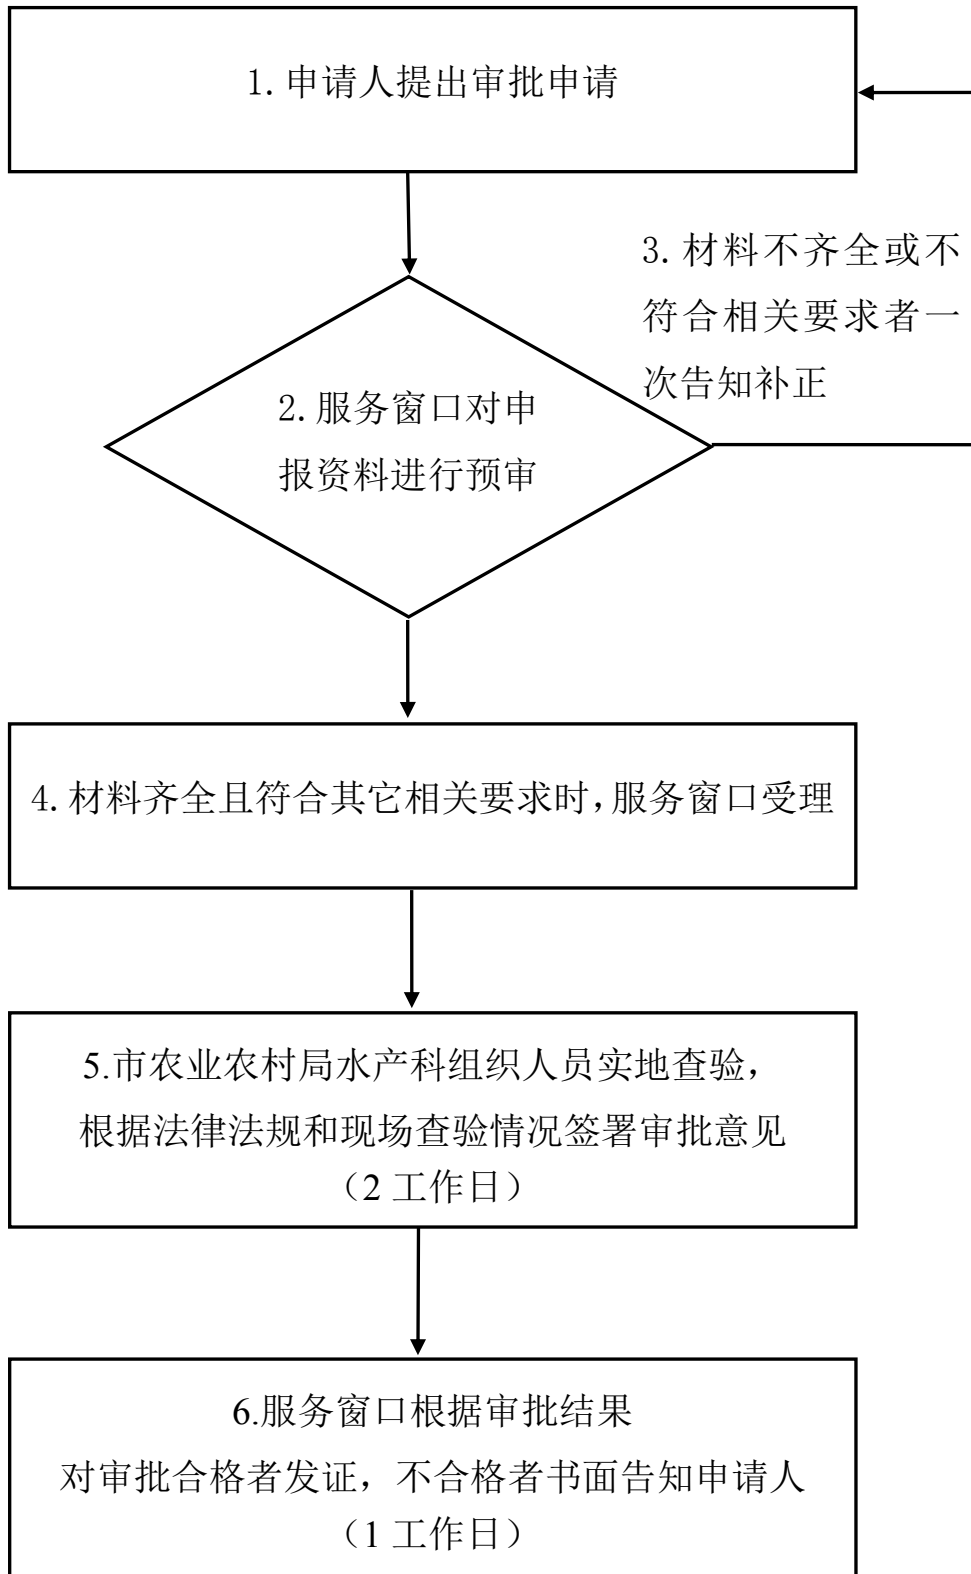 1.申请人提出审批申请
3.材料不齐全或不
符合相关要求者一
次告知补正
2.服务窗口对申
报资料进行预审
4.材料齐全且符合其它相关要求时,服务窗口受理
5.市农业农村局水产科组织人员实地查验，
根据法律法规和现场查验情况签署审批意见
（2 工作日）
6.服务窗口根据审批结果
对审批合格者发证，不合格者书面告知申请人
（1 工作日）